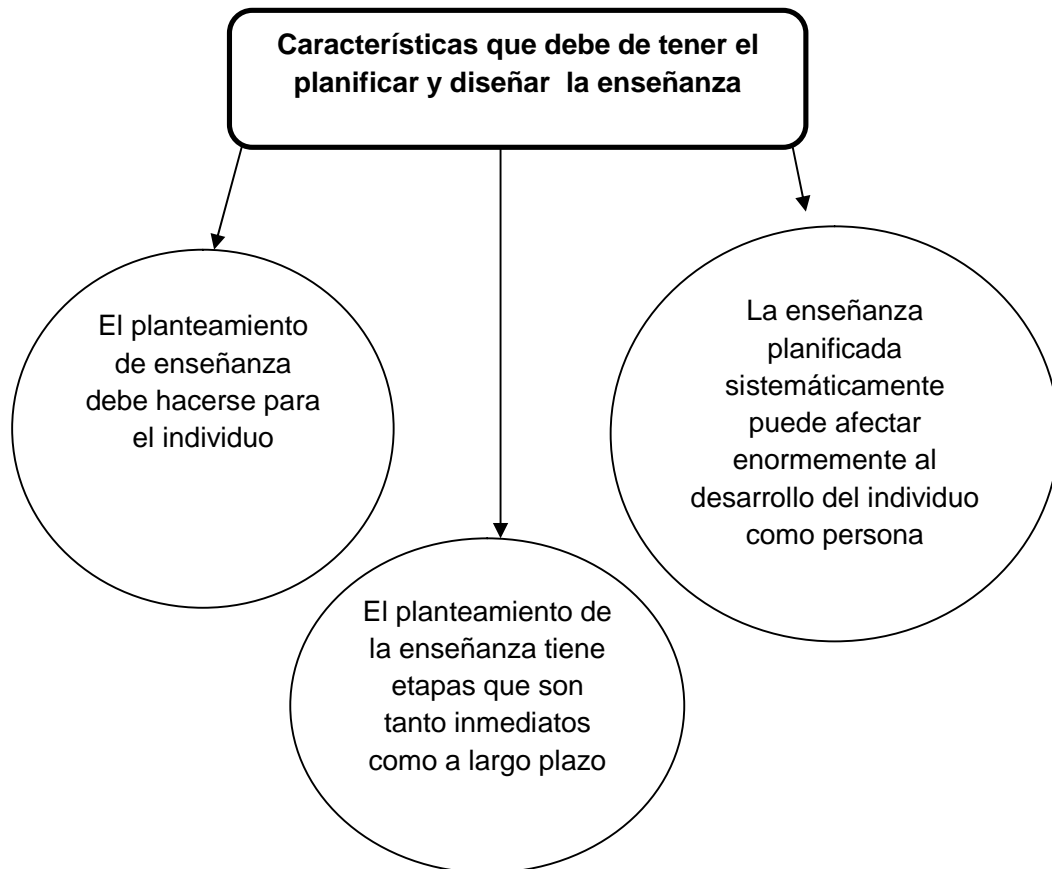 Características que debe de tener el
planificar y diseñar  la enseñanza
El planteamiento
de enseñanza
debe hacerse para
el individuo
El planteamiento de
la enseñanza tiene
etapas que son
tanto inmediatos
como a largo plazo
La enseñanza
planificada
sistemáticamente
puede afectar
enormemente al
desarrollo del individuo
como persona